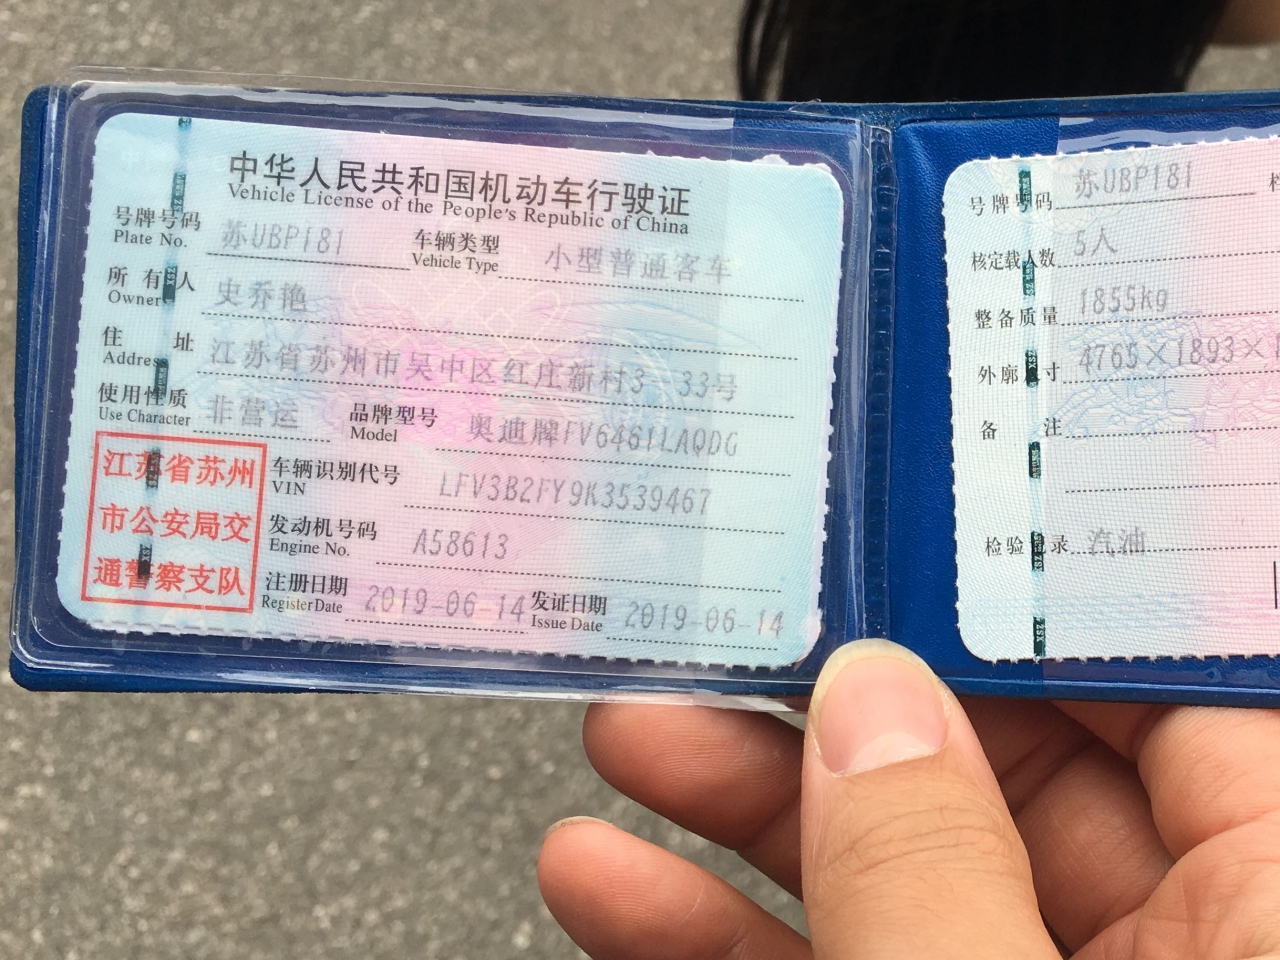 中华人民共和国机动车行驶证
Vehicle License of the People's Republic of China
号牌号码 苏UBP181 车辆类型 小型普通客车
Plate No. Vehicle Type
所有人 史乔艳
Owner
住址 江苏省苏州市吴中区红庄新村3 33号
Address
使用性质 非营运 品牌型号 奥迪牌FV6461LAQDG
Use Character Model
江苏省苏州
市公安局交
通警察支队
车辆识别代号 LFV3B2FY9K3539467
VIN
发动机号码 A58613
Engine No.
注册日期 2019-06-14 发证日期 2019-06-14
Register Date Issue Date
号牌号码 苏UBP181
核定载人数 5人
整备质量 1855kg
外廓尺寸 4765×1893×1
备注
检验记录 汽油